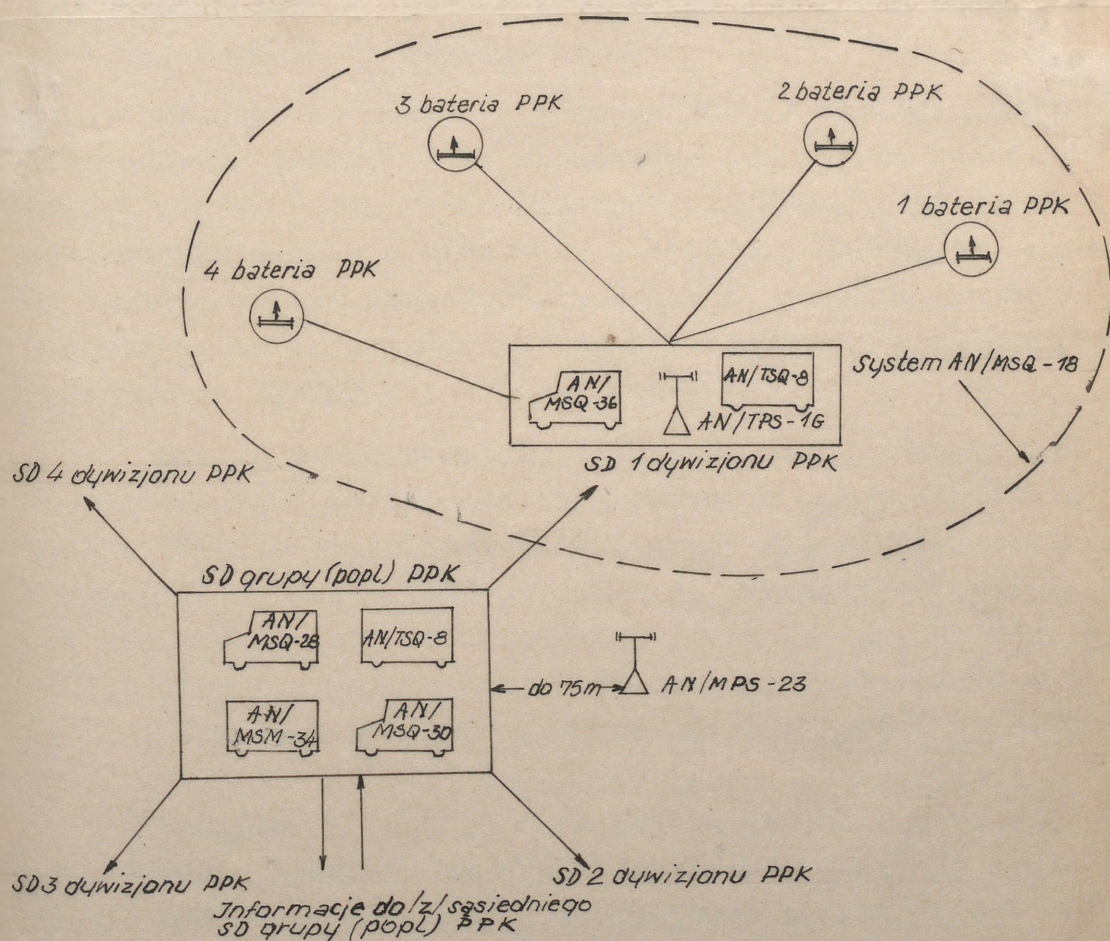 3 bateria PPK
2 bateria PPK
1 bateria PPK
4 bateria PPK
AN/
MSQ-36
AN/TSQ-8
AN/TPS-1G
System AN/MSQ-18
SD 1 dywizjonu PPK
SD 4 dywizjonu PPK
SD grupy (popl) PPK
AN/
MSQ-28
AN/TSQ-8
AN/
MSM-34
AN/
MSQ-30
do 75m
AN/MPS-23
SD 3 dywizjonu PPK
SD 2 dywizjonu PPK
Informacje do /z/ sąsiedniego
SD grupy (popl) PPK